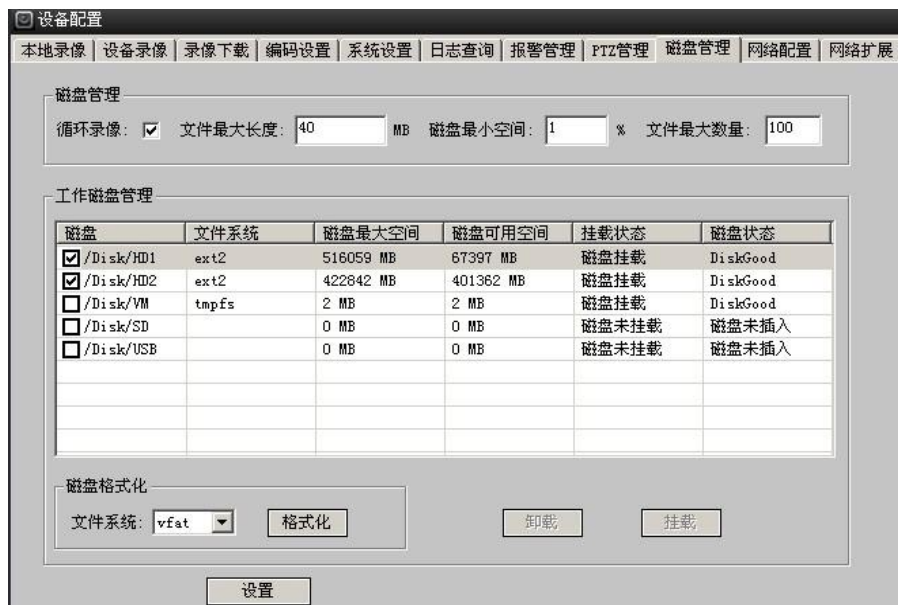 设备配置
本地录像 设备录像 录像下载 编码设置 系统设置 日志查询 报警管理 PTZ管理 磁盘管理 网络配置 网络扩展
磁盘管理
循环录像: 文件最大长度: 40 MB 磁盘最小空间: 1 % 文件最大数量: 100
工作磁盘管理
磁盘 文件系统 磁盘最大空间 磁盘可用空间 挂载状态 磁盘状态
/Disk/HD1 ext2 516059 MB 67397 MB 磁盘挂载 DiskGood
/Disk/HD2 ext2 422842 MB 401362 MB 磁盘挂载 DiskGood
/Disk/VM tmpfs 2 MB 2 MB 磁盘挂载 DiskGood
/Disk/SD 0 MB 0 MB 磁盘未挂载 磁盘未插入
/Disk/USB 0 MB 0 MB 磁盘未挂载 磁盘未插入
磁盘格式化
文件系统: vfat 格式化 卸载 挂载
设置